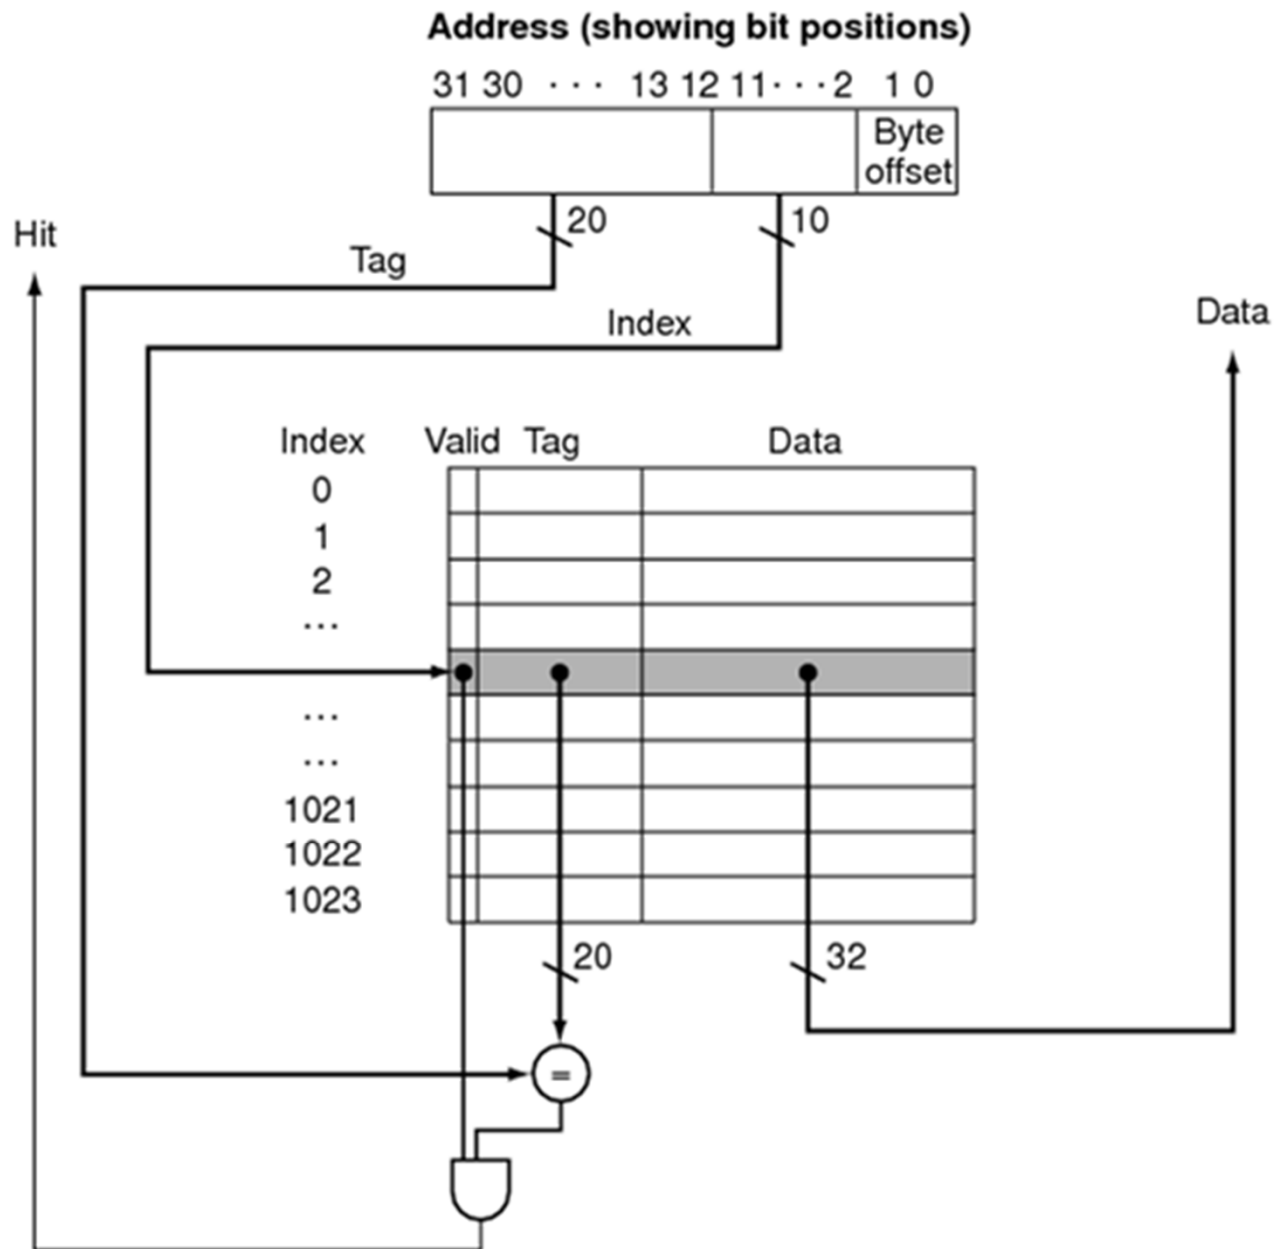 Address (showing bit positions)
31 30 · · · 13 12 11 · · · 2 1 0
Byte
offset
20 10
Hit
Tag
Data
Index
Index Valid Tag Data
0
1
2
...
...
...
1021
1022
1023
20 32
=